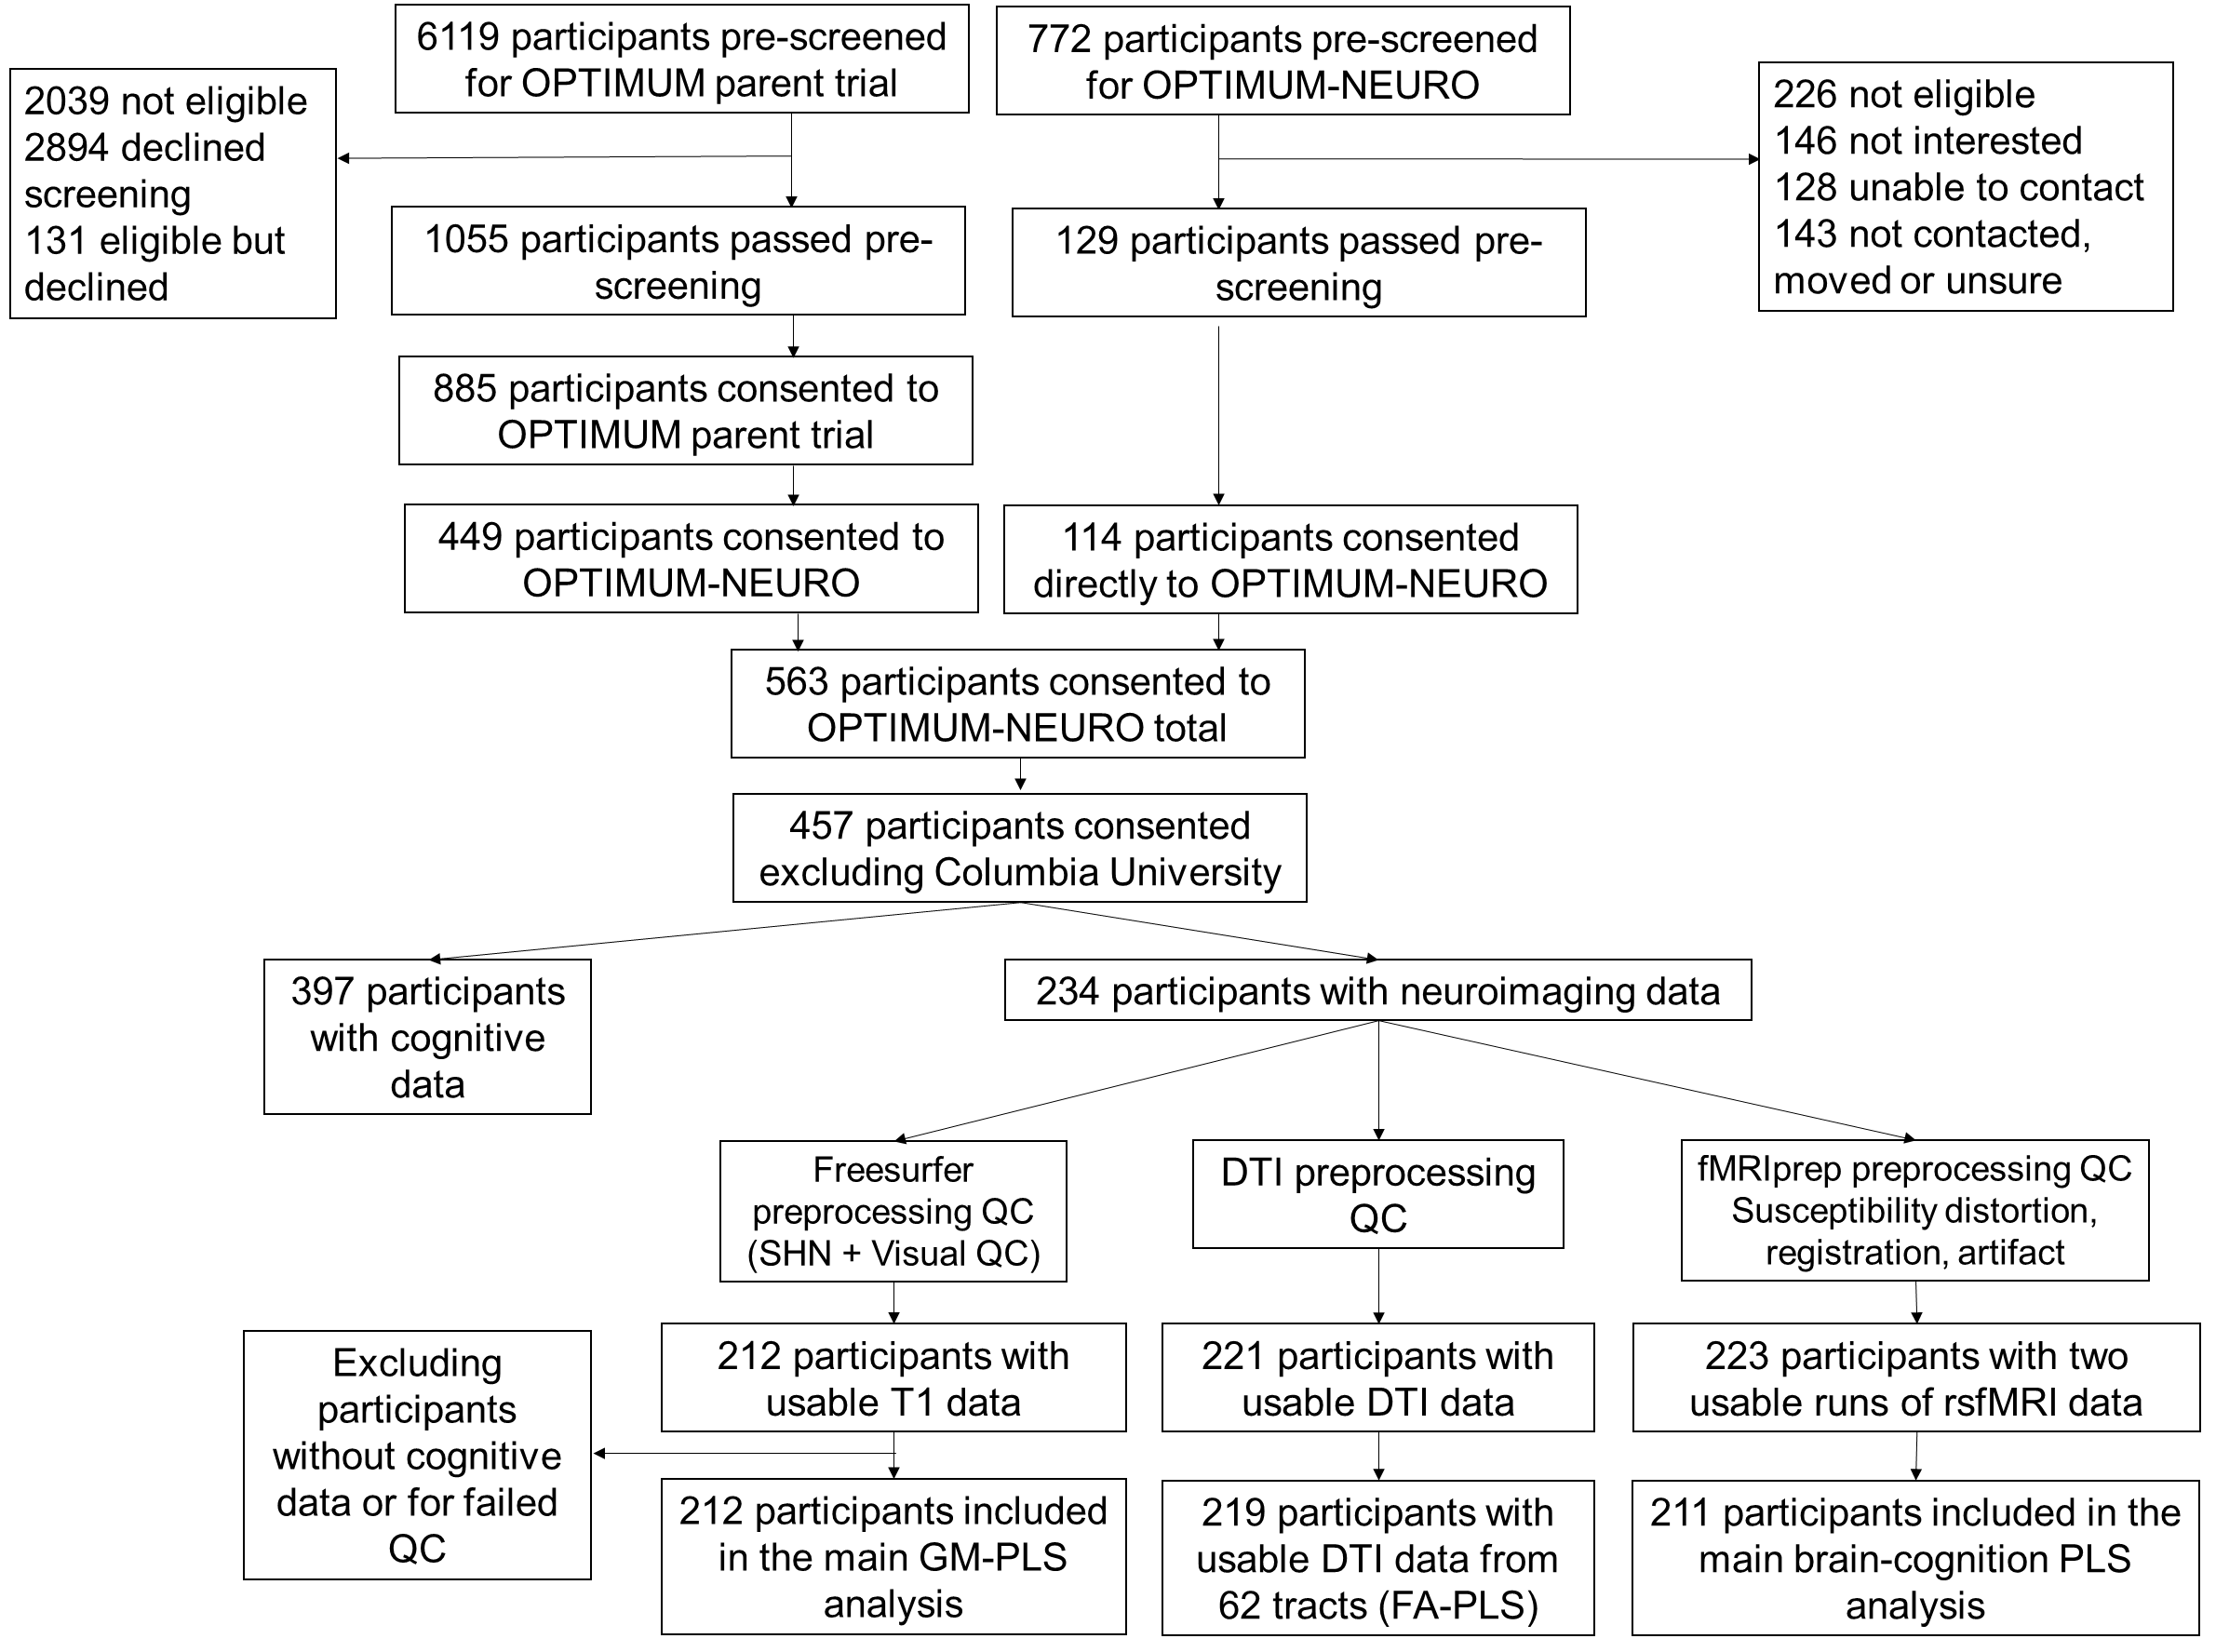 6119 participants pre-screened
for OPTIMUM parent trial
772 participants pre-screened
for OPTIMUM-NEURO
2039 not eligible
2894 declined
screening
131 eligible but
declined
226 not eligible
146 not interested
128 unable to contact
143 not contacted,
moved or unsure
1055 participants passed pre-
screening
129 participants passed pre-
screening
885 participants consented to
OPTIMUM parent trial
449 participants consented to
OPTIMUM-NEURO
114 participants consented
directly to OPTIMUM-NEURO
563 participants consented to
OPTIMUM-NEURO total
457 participants consented
excluding Columbia University
397 participants
with cognitive
data
234 participants with neuroimaging data
Freesurfer
preprocessing QC
(SHN + Visual QC)
DTI preprocessing
QC
fMRIprep preprocessing QC
Susceptibility distortion,
registration, artifact
Excluding
participants
without cognitive
data or for failed
QC
212 participants with
usable T1 data
221 participants with
usable DTI data
223 participants with two
usable runs of rsfMRI data
212 participants included
in the main GM-PLS
analysis
219 participants with
usable DTI data from
62 tracts (FA-PLS)
211 participants included in the
main brain-cognition PLS
analysis